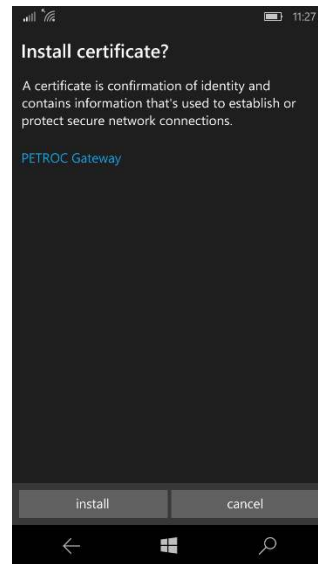 11:27
Install certificate?
A certificate is confirmation of identity and
contains information that's used to establish or
protect secure network connections.
PETROC Gateway
install
cancel